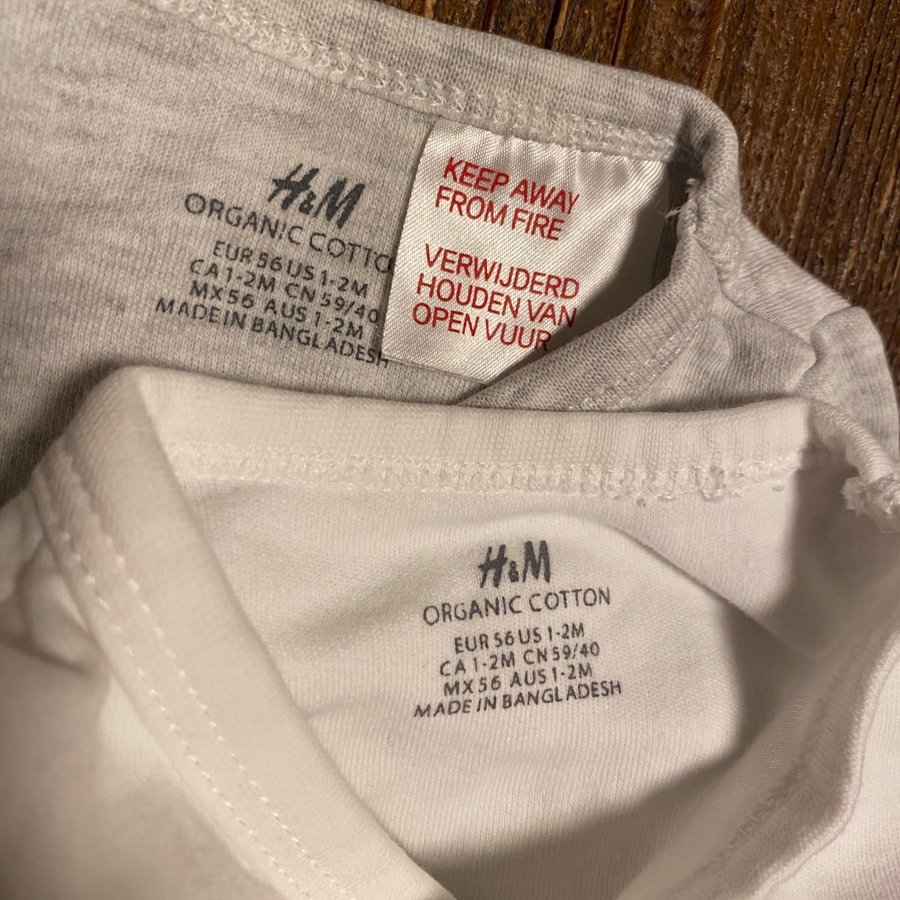 H&M
ORGANIC COTTO
EUR 56 US 1-2M
CA 1-2M CN 59/40
MX 56 AUS 1-2M
MADE IN BANGLADESH
KEEP AWAY
FROM FIRE
VERWIJDERD
HOUDEN VAN
OPEN VUUR
H&M
ORGANIC COTTON
EUR 56 US 1-2M
CA 1-2M CN 59/40
MX 56 AUS 1-2M
MADE IN BANGLADESH